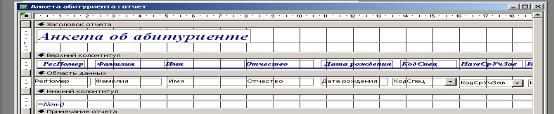 Анкета абитуриента : отчет
Заголовок отчета
Анкета об абитуриенте
Верхний колонтитул
РегНомер Фамилия Имя Отчество Дата рождения КодСпец НаимСрУчЗав
Область данных
РегНомер Фамилия Имя Отчество Дата рождения КодСпец КодСрУчЗав
Нижний колонтитул
=Now()
Примечание отчета